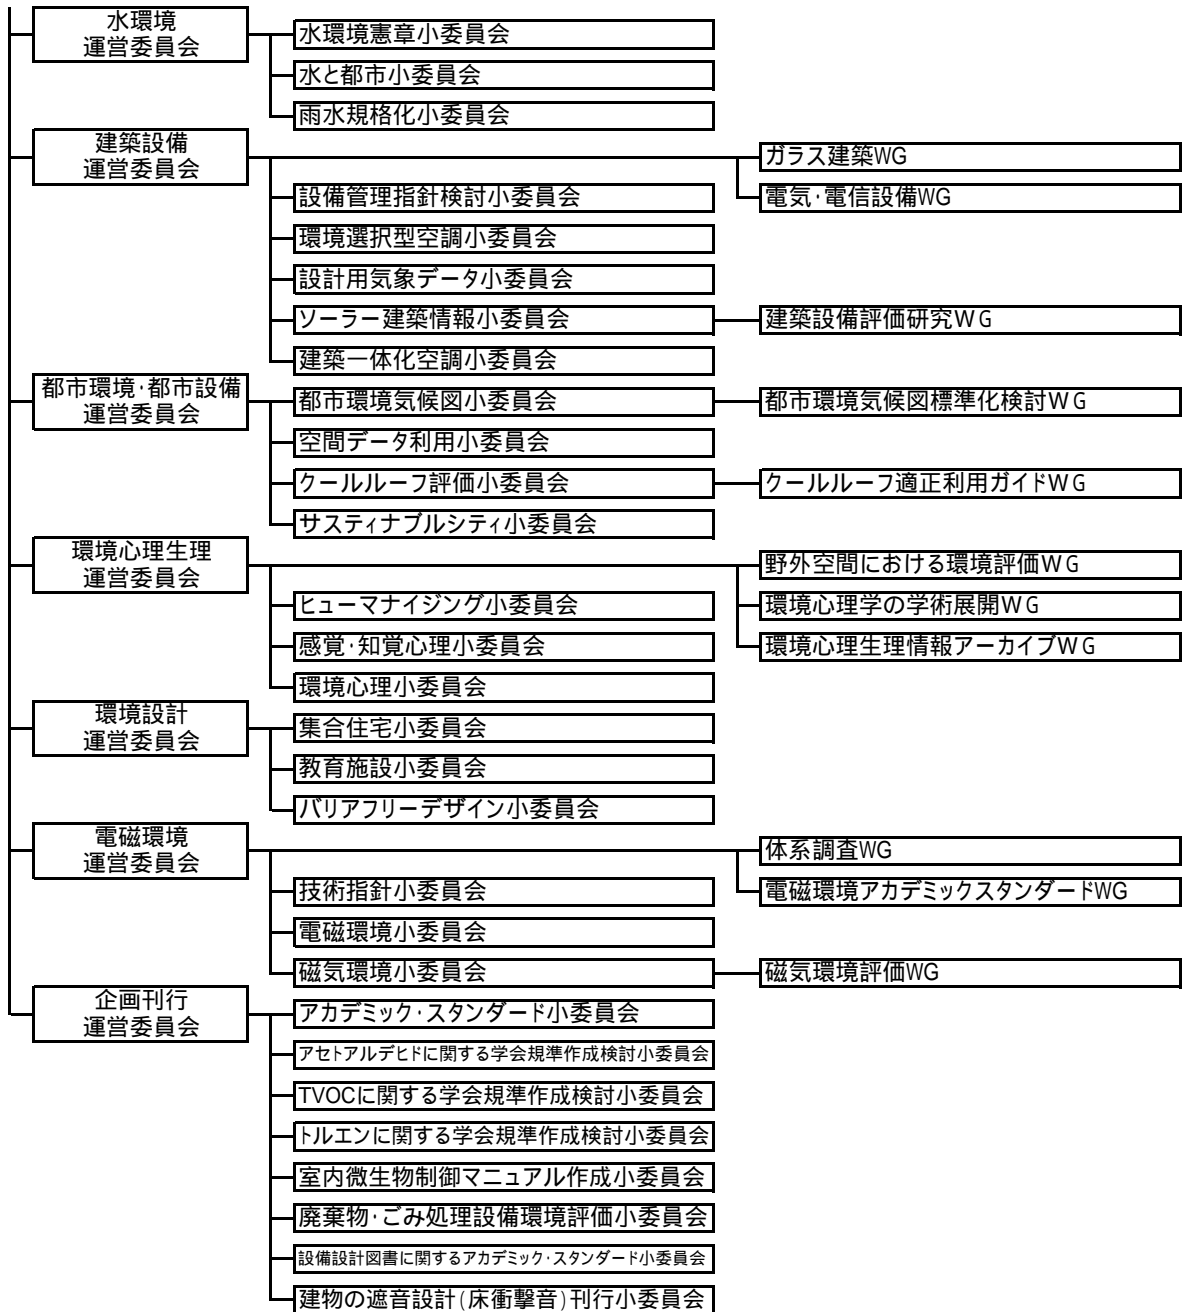 水環境
運営委員会
水環境憲章小委員会
水と都市小委員会
雨水規格化小委員会
建築設備
運営委員会
ガラス建築WG
設備管理指針検討小委員会
電気・電信設備WG
環境選択型空調小委員会
設計用気象データ小委員会
ソーラー建築情報小委員会
建築設備評価研究ＷＧ
建築一体化空調小委員会
都市環境・都市設備
運営委員会
都市環境気候図小委員会
都市環境気候図標準化検討ＷＧ
空間データ利用小委員会
クールルーフ評価小委員会
クールルーフ適正利用ガイドＷＧ
サスティナブルシティ小委員会
環境心理生理
運営委員会
野外空間における環境評価ＷＧ
ヒューマナイジング小委員会
環境心理学の学術展開ＷＧ
感覚・知覚心理小委員会
環境心理生理情報アーカイブＷＧ
環境心理小委員会
環境設計
運営委員会
集合住宅小委員会
教育施設小委員会
バリアフリーデザイン小委員会
電磁環境
運営委員会
体系調査WG
技術指針小委員会
電磁環境アカデミックスタンダードWG
電磁環境小委員会
磁気環境小委員会
磁気環境評価WG
企画刊行
運営委員会
アカデミック・スタンダード小委員会
アセトアルデヒドに関する学会規準作成検討小委員会
TVOCに関する学会規準作成検討小委員会
トルエンに関する学会規準作成検討小委員会
室内微生物制御マニュアル作成小委員会
廃棄物・ごみ処理設備環境評価小委員会
設備設計図書に関するアカデミック・スタンダード小委員会
建物の遮音設計(床衝撃音)刊行小委員会